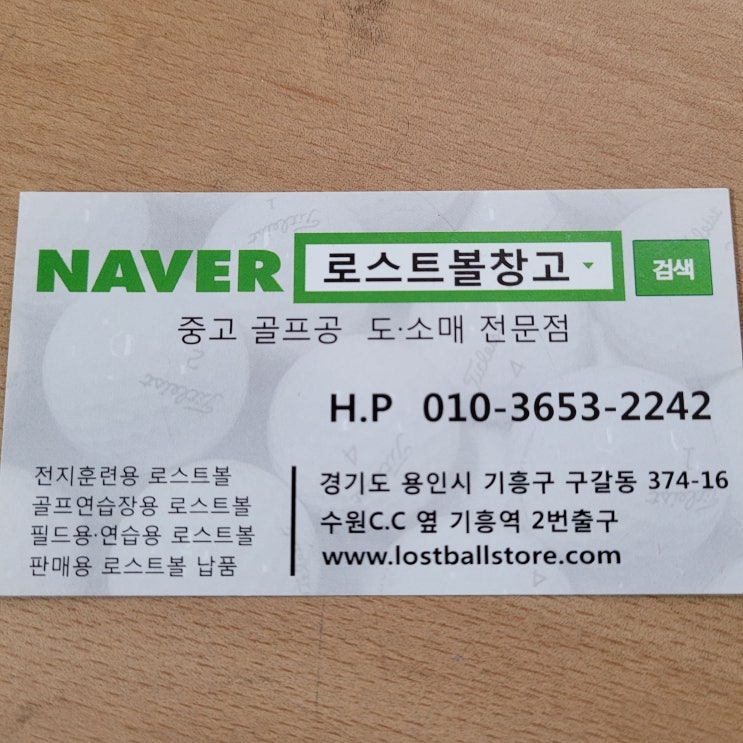 NAVER 로스트볼창고 검색
중고 골프공 도·소매 전문점
H.P 010-3653-2242
전지훈련용 로스트볼
골프연습장용 로스트볼
필드용·연습용 로스트볼
판매용 로스트볼 납품
경기도 용인시 기흥구 구갈동 374-16
수원C.C 옆 기흥역 2번출구
www.lostballstore.com
Titleist
Titleist
Titleist
Titleist